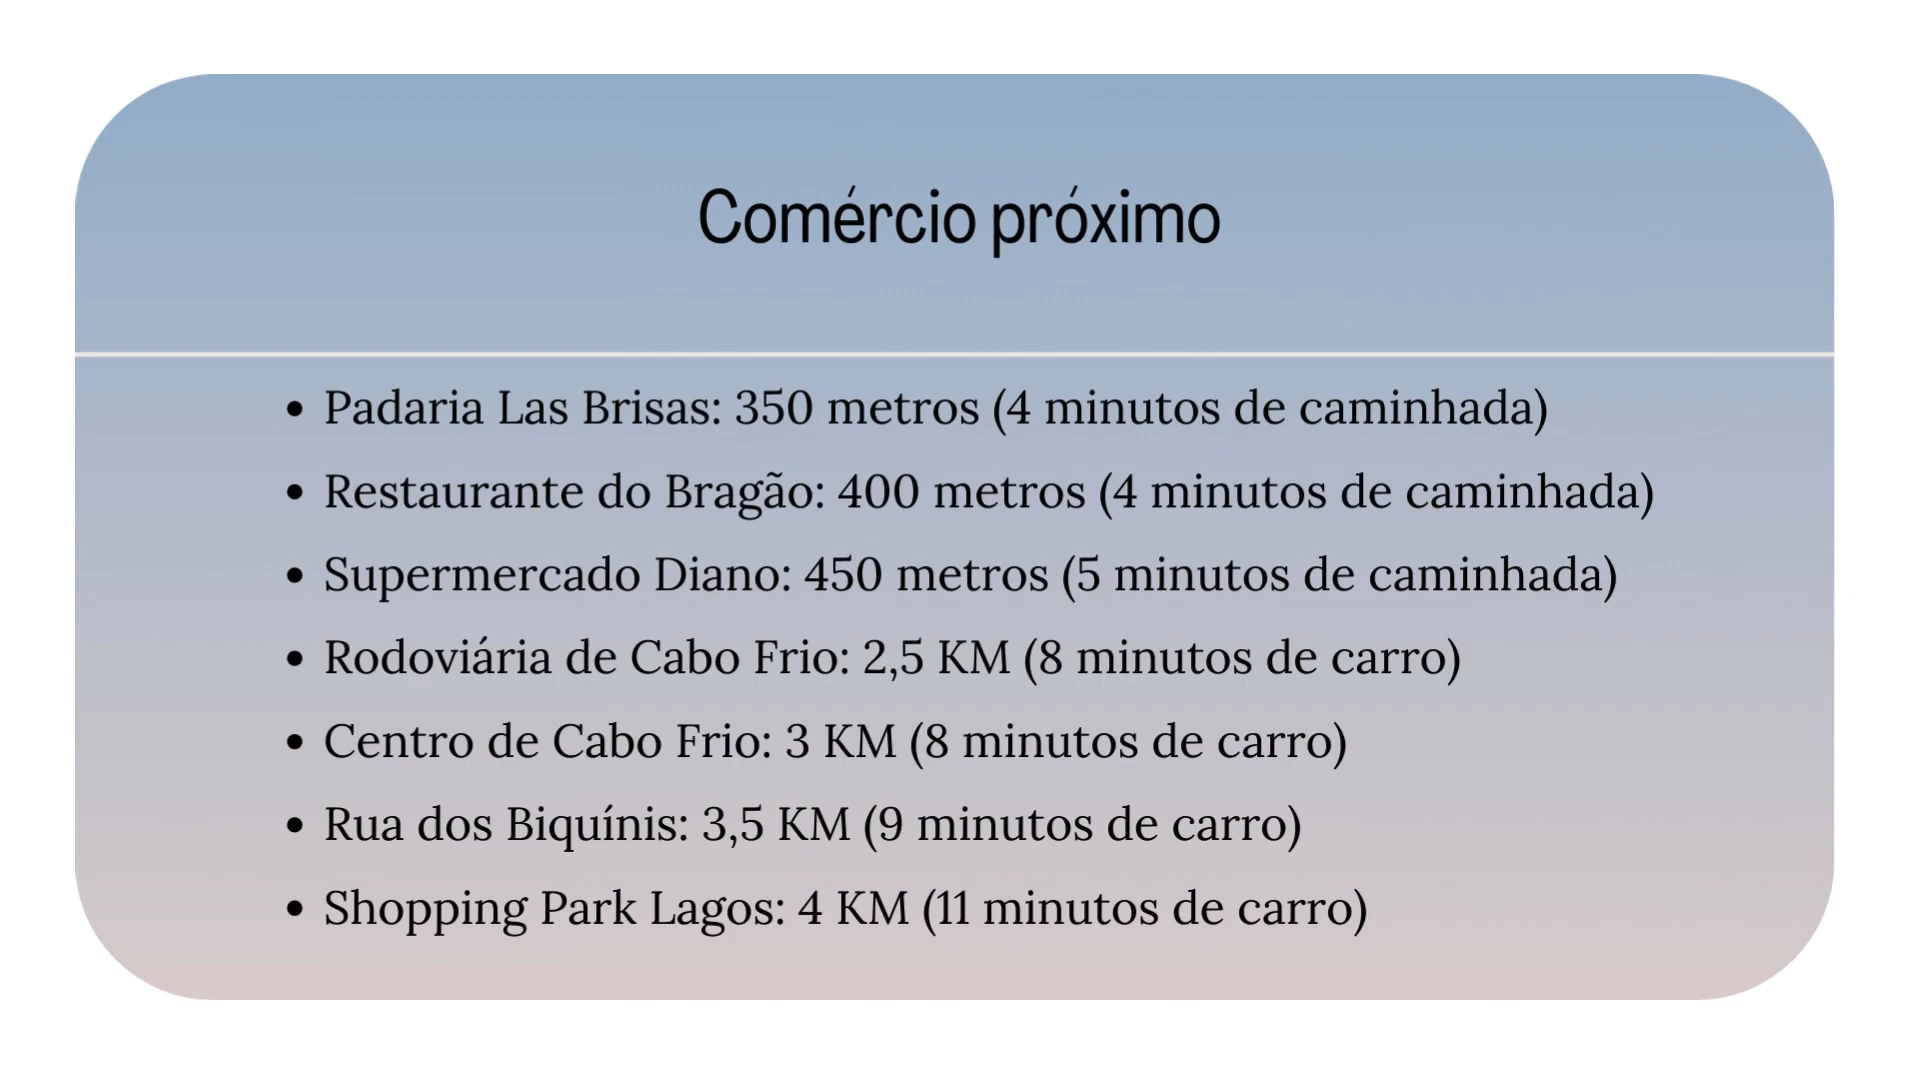 Comércio próximo
• Padaria Las Brisas: 350 metros (4 minutos de caminhada)
• Restaurante do Bragão: 400 metros (4 minutos de caminhada)
• Supermercado Diano: 450 metros (5 minutos de caminhada)
• Rodoviária de Cabo Frio: 2,5 KM (8 minutos de carro)
• Centro de Cabo Frio: 3 KM (8 minutos de carro)
• Rua dos Biquínis: 3,5 KM (9 minutos de carro)
• Shopping Park Lagos: 4 KM (11 minutos de carro)